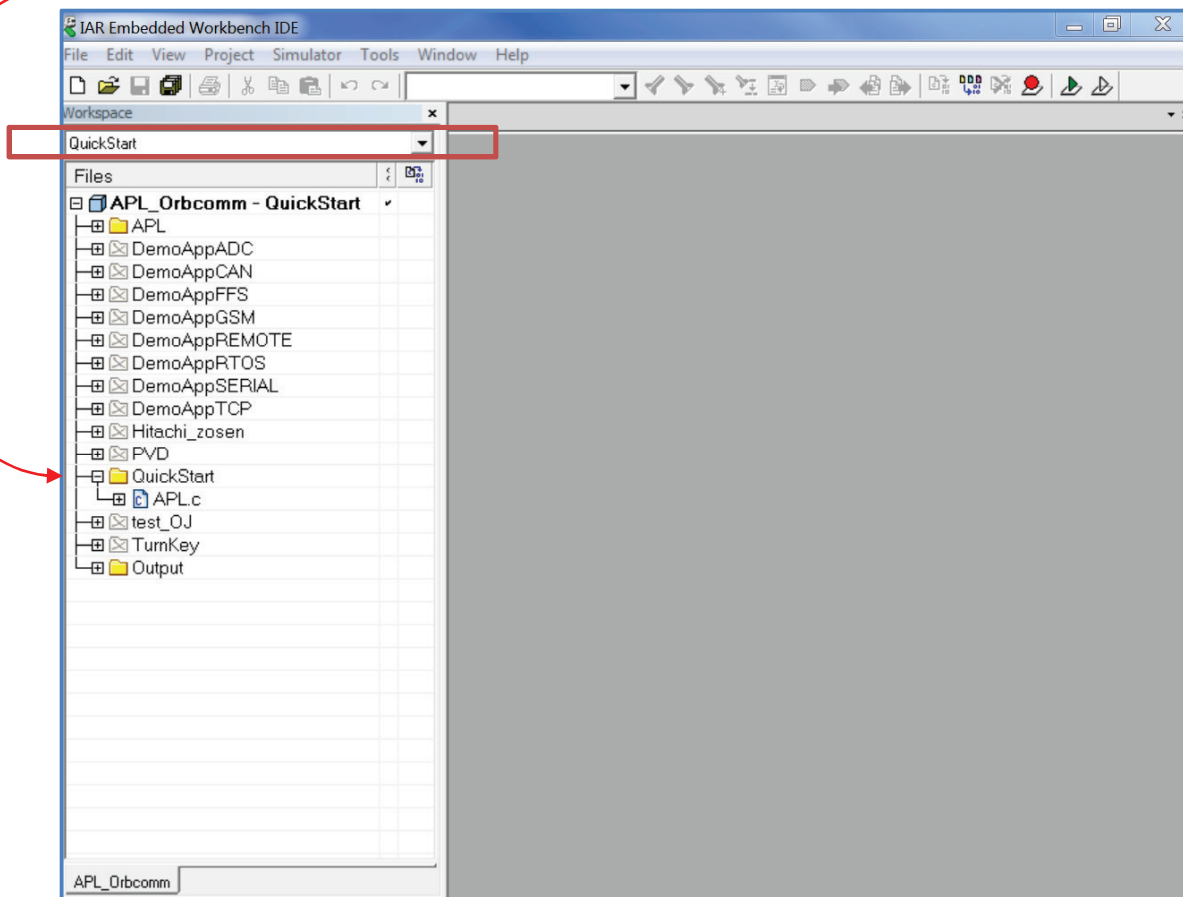 IAR Embedded Workbench IDE
File Edit View Project Simulator Tools Window Help
Workspace
QuickStart
Files
APL_Orbcomm - QuickStart
APL
DemoAppADC
DemoAppCAN
DemoAppFFS
DemoAppGSM
DemoAppREMOTE
DemoAppRTOS
DemoAppSERIAL
DemoAppTCP
Hitachi_zosen
PVD
QuickStart
APL.c
test_OJ
TurnKey
Output
APL_Orbcomm